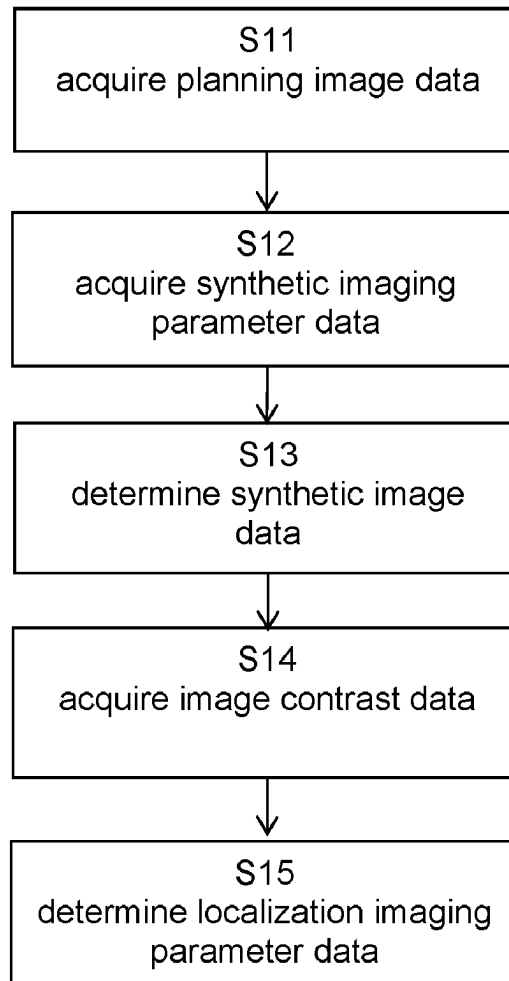 S11
acquire planning image data
S12
acquire synthetic imaging
parameter data
S13
determine synthetic image
data
S14
acquire image contrast data
S15
determine localization imaging
parameter data